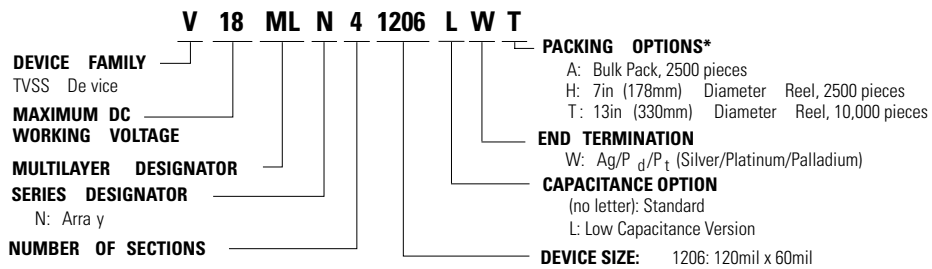 V 18 ML N 4 1206 L W T
DEVICE FAMILY
TVSS De vice
MAXIMUM DC
WORKING VOLTAGE
MULTILAYER DESIGNATOR
SERIES DESIGNATOR
N: Arra y
NUMBER OF SECTIONS
PACKING OPTIONS*
A: Bulk Pack, 2500 pieces
H: 7in (178mm) Diameter Reel, 2500 pieces
T: 13in (330mm) Diameter Reel, 10,000 pieces
END TERMINATION
W: Ag/P d/Pt (Silver/Platinum/Palladium)
CAPACITANCE OPTION
(no letter): Standard
L: Low Capacitance Version
DEVICE SIZE: 1206: 120mil x 60mil